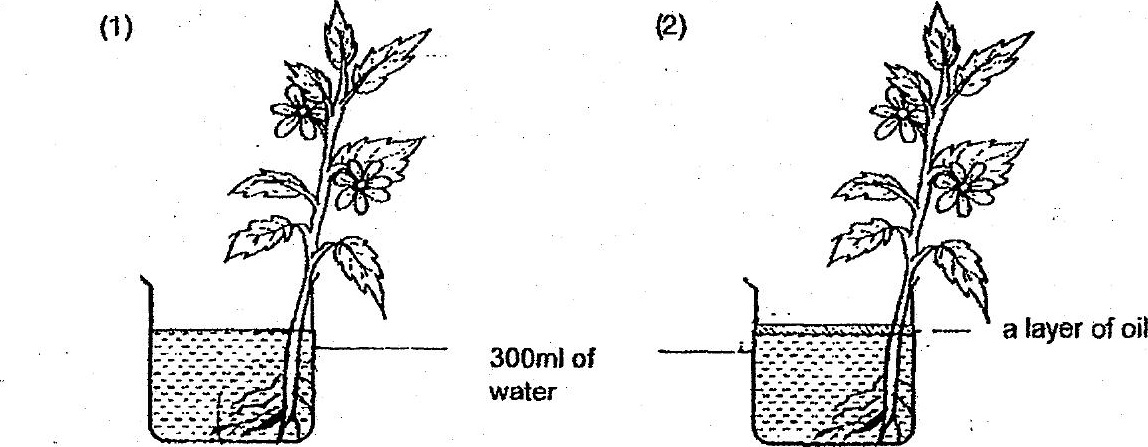 (1)
(2)
a layer of oil
300ml of
water